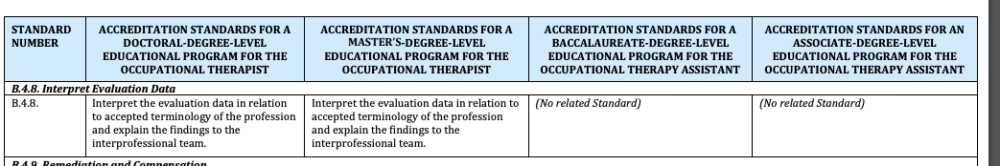 STANDARD NUMBER
ACCREDITATION STANDARDS FOR A
DOCTORAL-DEGREE-LEVEL
EDUCATIONAL PROGRAM FOR THE
OCCUPATIONAL THERAPIST
ACCREDITATION STANDARDS FOR A
MASTER'S-DEGREE-LEVEL
EDUCATIONAL PROGRAM FOR THE
OCCUPATIONAL THERAPIST
ACCREDITATION STANDARDS FOR A
BACCALAUREATE-DEGREE-LEVEL
EDUCATIONAL PROGRAM FOR THE
OCCUPATIONAL THERAPY ASSISTANT
ACCREDITATION STANDARDS FOR AN
ASSOCIATE-DEGREE-LEVEL
EDUCATIONAL PROGRAM FOR THE
OCCUPATIONAL THERAPY ASSISTANT
B.4.8. Interpret Evaluation Data
B.4.8.
Interpret the evaluation data in relation
to accepted terminology of the profession
and explain the findings to the
interprofessional team.
Interpret the evaluation data in relation to
accepted terminology of the profession
and explain the findings to the
interprofessional team.
(No related Standard)
(No related Standard)
B.4.9. Remediation and Compensation